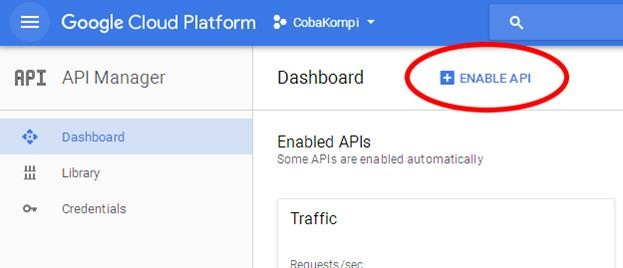 Google Cloud Platform CobaKompi
API API Manager Dashboard ENABLE API
Dashboard
Library
Credentials
Enabled APIs
Some APIs are enabled automatically
Traffic
Requests/sec